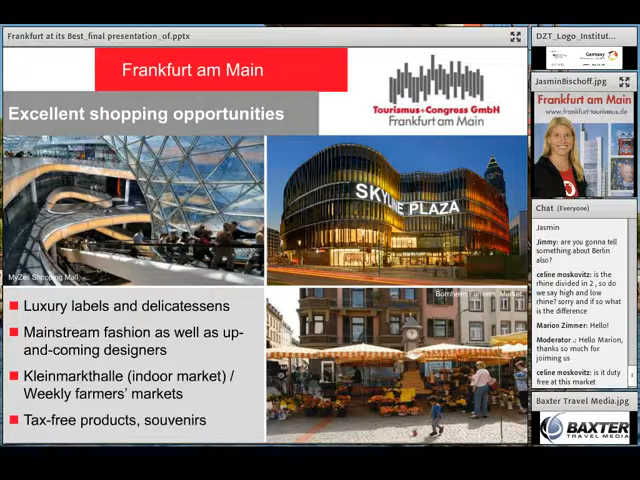 Frankfurt at its Best_final presentation_of.pptx
Frankfurt am Main
Excellent shopping opportunities
Tourismus+Congress GmbH
Frankfurt am Main
SKYLINE PLAZA
MyZeil Shopping Mall
Bornheim Farmers' Market
Luxury labels and delicatessens
Mainstream fashion as well as up-
and-coming designers
Kleinmarkthalle (indoor market) /
Weekly farmers' markets
Tax-free products, souvenirs
DZT_Logo_Institut...
Germany
JasminBischoff.jpg
Frankfurt am Main
www.frankfurt-tourismus.de
Chat (Everyone)
Jasmin
Jimmy: are you gonna tell
something about Berlin
also?
celine moskovitz: is the
rhine divided in 2 , so do
we say high and low
rhine? sorry and if so what
is the difference
Marion Zimmer: Hello!
Moderator .: Hello Marion,
thanks so much for
joiming us
celine moskovitz: is it duty
free at this market
Baxter Travel Media.jpg
BAXTER
TRAVEL MEDIA